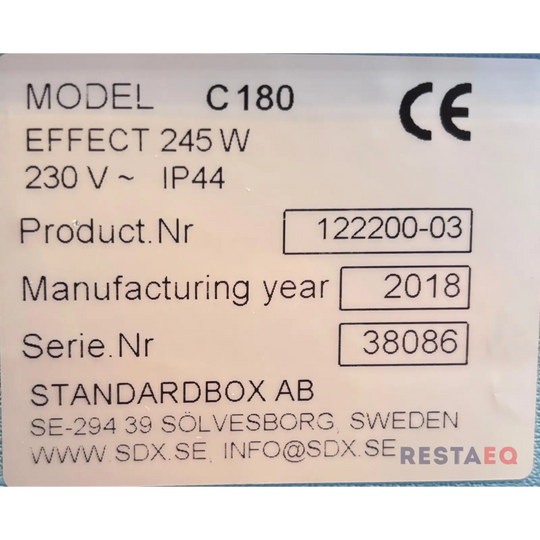 MODEL C180 CE
EFFECT 245 W
230 V ~ IP44
Product.Nr 122200-03
Manufacturing year 2018
Serie.Nr 38086
STANDARDBOX AB
SE-294 39 SÖLVESBORG, SWEDEN
WWW.SDX.SE, INFO@SDX.SE
RESTAEQ